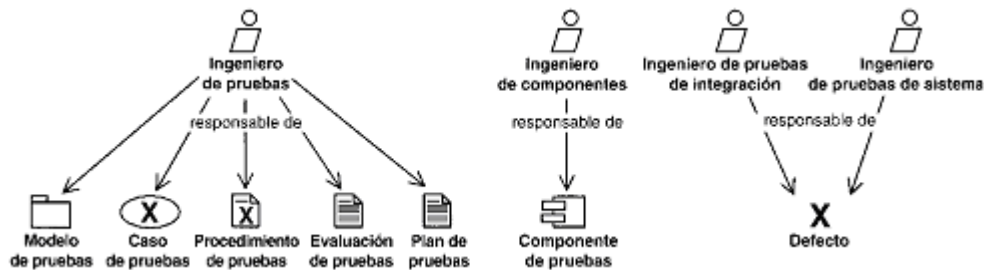 Ingeniero
de pruebas
Ingeniero
de componentes
Ingeniero de pruebas
de integración
Ingeniero
de pruebas de sistema
responsable de
responsable de
responsable de
X
X
X
Modelo
de pruebas
Caso
de pruebas
Procedimiento
de pruebas
Evaluación
de pruebas
Plan de
pruebas
Componente
de pruebas
Defecto